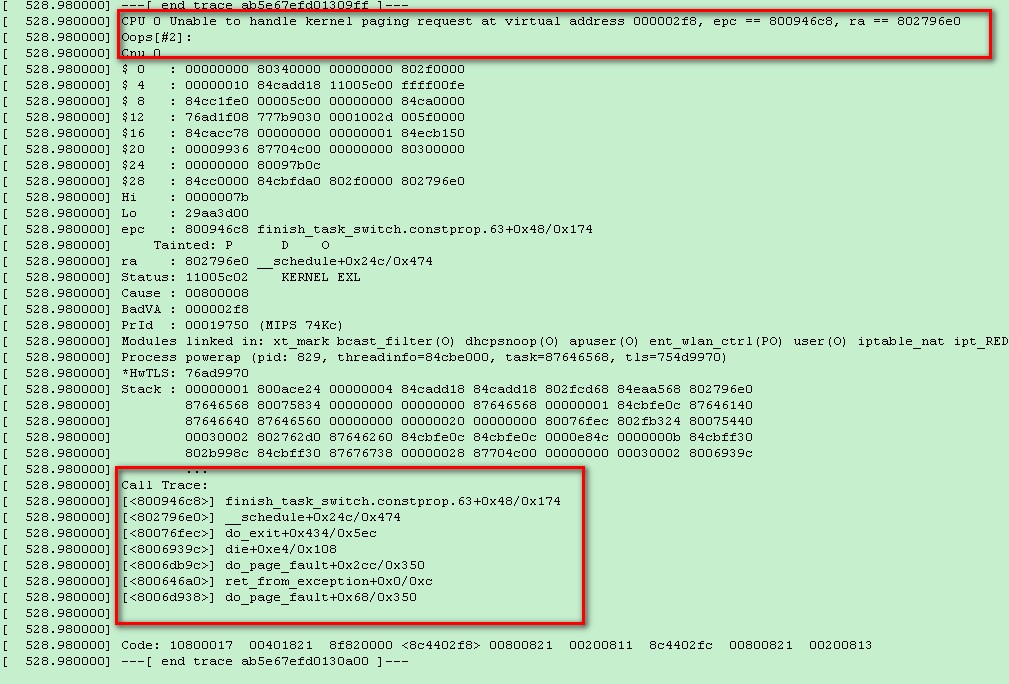 [  528.980000] ---[ end trace ab5e67efd01309ff ]---
[  528.980000] CPU 0 Unable to handle kernel paging request at virtual address 000002f8, epc == 800946c8, ra == 802796e0
[  528.980000] Oops[#2]:
[  528.980000] Cpu 0
[  528.980000] $ 0   : 00000000 80340000 00000000 802f0000
[  528.980000] $ 4   : 00000010 84cadd18 11005c00 ffff00fe
[  528.980000] $ 8   : 84cc1fe0 00005c00 00000000 84ca0000
[  528.980000] $12   : 76ad1f08 777b9030 0001002d 005f0000
[  528.980000] $16   : 84cacc78 00000000 00000001 84ecb150
[  528.980000] $20   : 00009936 87704c00 00000000 80300000
[  528.980000] $24   : 00000000 80097b0c
[  528.980000] $28   : 84cc0000 84cbfda0 802f0000 802796e0
[  528.980000] Hi    : 0000007b
[  528.980000] Lo    : 29aa3d00
[  528.980000] epc   : 800946c8 finish_task_switch.constprop.63+0x48/0x174
[  528.980000]     Tainted: P      D    O
[  528.980000] ra    : 802796e0 __schedule+0x24c/0x474
[  528.980000] Status: 11005c02    KERNEL EXL
[  528.980000] Cause : 00800008
[  528.980000] BadVA : 000002f8
[  528.980000] PrId  : 00019750 (MIPS 74Kc)
[  528.980000] Modules linked in: xt_mark bcast_filter(O) dhcpsnoop(O) apuser(O) ent_wlan_ctrl(PO) user(O) iptable_nat ipt_RED
[  528.980000] Process powerap (pid: 829, threadinfo=84cbe000, task=87646568, tls=754d9970)
[  528.980000] *HwTLS: 76ad9970
[  528.980000] Stack : 00000001 800ace24 00000004 84cadd18 84cadd18 802fcd68 84eaa568 802796e0
[  528.980000]         87646568 80075834 00000000 00000000 87646568 00000001 84cbfe0c 87646140
[  528.980000]         87646640 87646560 00000000 00000020 00000000 80076fec 802fb324 80075440
[  528.980000]         00030002 802762d0 87646260 84cbfe0c 84cbfe0c 0000e84c 0000000b 84cbff30
[  528.980000]         802b998c 84cbff30 87676738 00000028 87704c00 00000000 00030002 8006939c
[  528.980000]         ...
[  528.980000] Call Trace:
[  528.980000] [<800946c8>] finish_task_switch.constprop.63+0x48/0x174
[  528.980000] [<802796e0>] __schedule+0x24c/0x474
[  528.980000] [<80076fec>] do_exit+0x434/0x5ec
[  528.980000] [<8006939c>] die+0xe4/0x108
[  528.980000] [<8006db9c>] do_page_fault+0x2cc/0x350
[  528.980000] [<800646a0>] ret_from_exception+0x0/0xc
[  528.980000] [<8006d938>] do_page_fault+0x68/0x350
[  528.980000]
[  528.980000]
[  528.980000] Code: 10800017  00401821  8f820000 <8c4402f8> 00800821  00200811  8c4402fc  00800821  00200813
[  528.980000] ---[ end trace ab5e67efd0130a00 ]---